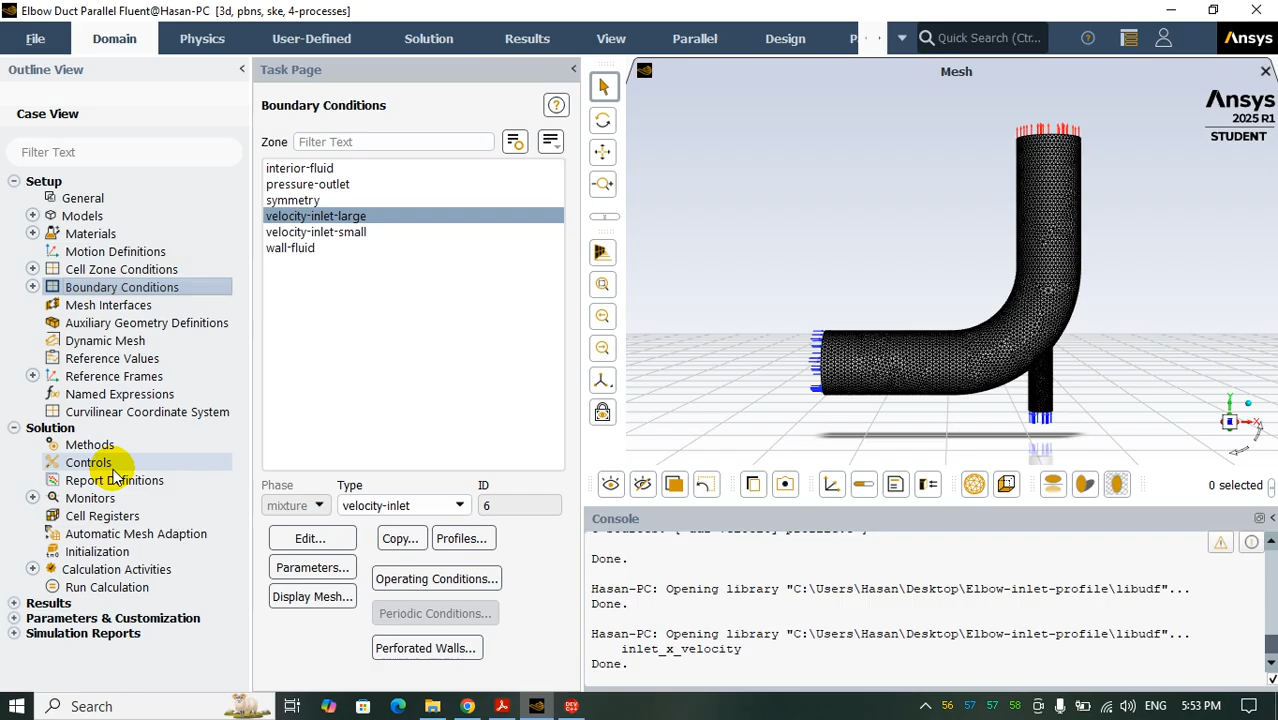 Elbow Duct Parallel Fluent@Hasan-PC [3d, pbns, ske, 4-processes]
File
Domain
Physics
User-Defined
Solution
Results
View
Parallel
Design
Quick Search (Ctr...
Ansys
Outline View
Case View
Filter Text
Setup
General
Models
Materials
Motion Definitions
Cell Zone Conditions
Boundary Conditions
Mesh Interfaces
Auxiliary Geometry Definitions
Dynamic Mesh
Reference Values
Reference Frames
Named Expressions
Curvilinear Coordinate System
Solution
Methods
Controls
Report Definitions
Monitors
Cell Registers
Automatic Mesh Adaption
Initialization
Calculation Activities
Run Calculation
Results
Parameters & Customization
Simulation Reports
Task Page
Boundary Conditions
Zone Filter Text
interior-fluid
pressure-outlet
symmetry
velocity-inlet-large
velocity-inlet-small
wall-fluid
Phase Type ID
mixture velocity-inlet 6
Edit... Copy... Profiles...
Parameters... Operating Conditions...
Display Mesh... Periodic Conditions...
Perforated Walls...
Mesh
Ansys
2025 R1
STUDENT
Y
X
0 selected
Console
Done.
Hasan-PC: Opening library "C:\Users\Hasan\Desktop\Elbow-inlet-profile\libudf"...
Done.
Hasan-PC: Opening library "C:\Users\Hasan\Desktop\Elbow-inlet-profile\libudf"...
inlet_x_velocity
Done.
Search
56 57 57 58 ENG 5:53 PM